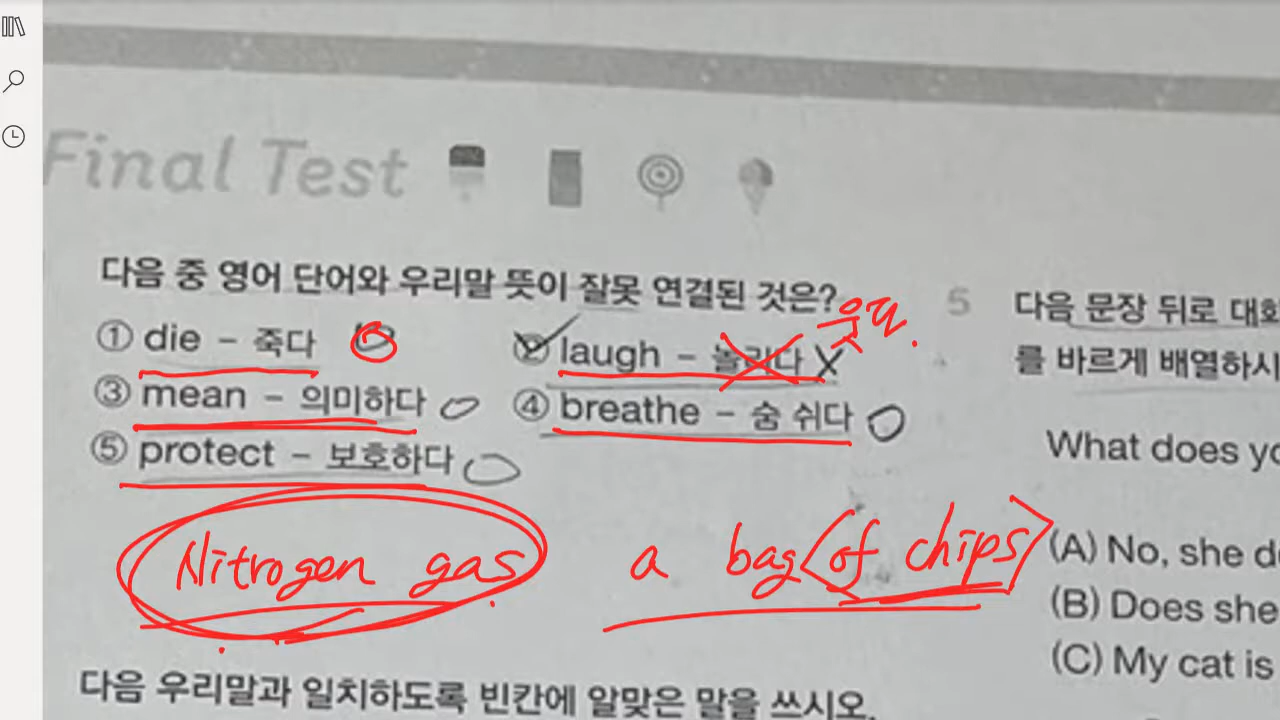 Final Test
다음 중 영어 단어와 우리말 뜻이 잘못 연결된 것은?
① die – 죽다
② laugh – 놀리다 웃다.
③ mean – 의미하다
④ breathe – 숨 쉬다
⑤ protect – 보호하다
Nitrogen gas
a bag of chips
다음 우리말과 일치하도록 빈칸에 알맞은 말을 쓰시오.
5 다음 문장 뒤로 대화
를 바르게 배열하시
What does yo
(A) No, she do
(B) Does she
(C) My cat is